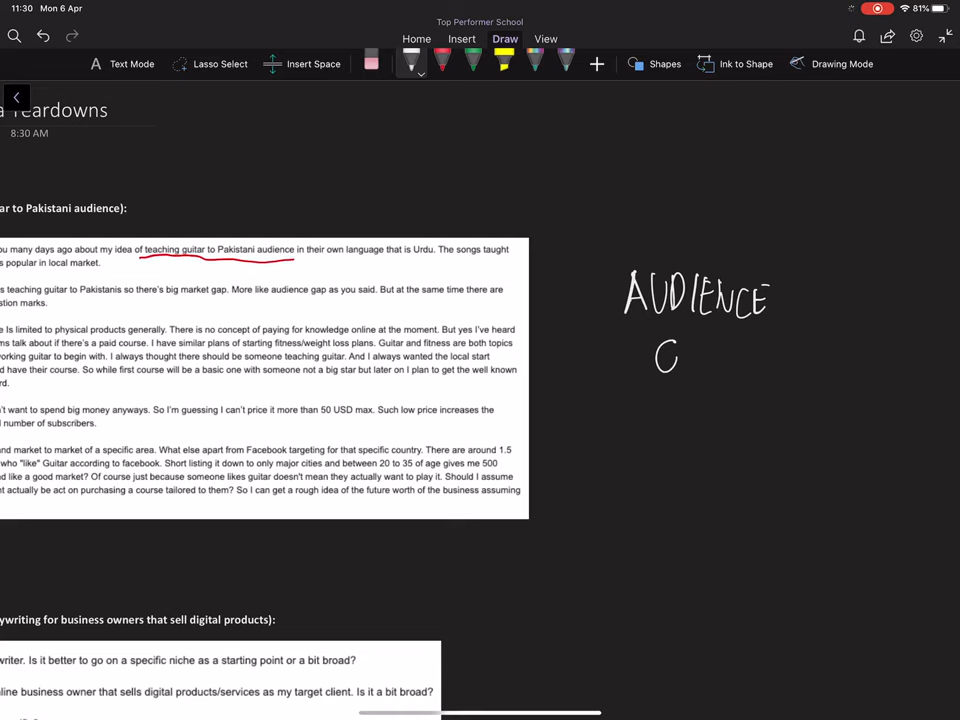 11:30 Mon 6 Apr
81%
Top Performer School
Home Insert Draw View
Text Mode Lasso Select Insert Space Shapes Ink to Shape Drawing Mode
a Teardowns
8:30 AM
ar to Pakistani audience):
ou many days ago about my idea of teaching guitar to Pakistani audience in their own language that is Urdu. The songs taught
s popular in local market.
s teaching guitar to Pakistanis so there's big market gap. More like audience gap as you said. But at the same time there are
stion marks.
e Is limited to physical products generally. There is no concept of paying for knowledge online at the moment. But yes I've heard
ms talk about if there's a paid course. I have similar plans of starting fitness/weight loss plans. Guitar and fitness are both topics
working guitar to begin with. I always thought there should be someone teaching guitar. And I always wanted the local start
d have their course. So while first course will be a basic one with someone not a big star but later on I plan to get the well known
rd.
't want to spend big money anyways. So I'm guessing I can't price it more than 50 USD max. Such low price increases the
l number of subscribers.
and market to market of a specific area. What else apart from Facebook targeting for that specific country. There are around 1.5
who "like" Guitar according to facebook. Short listing it down to only major cities and between 20 to 35 of age gives me 500
nd like a good market? Of course just because someone likes guitar doesn't mean they actually want to play it. Should I assume
nt actually be act on purchasing a course tailored to them? So I can get a rough idea of the future worth of the business assuming
AUDIENCE
C
ywriting for business owners that sell digital products):
writer. Is it better to go on a specific niche as a starting point or a bit broad?
nline business owner that sells digital products/services as my target client. Is it a bit broad?